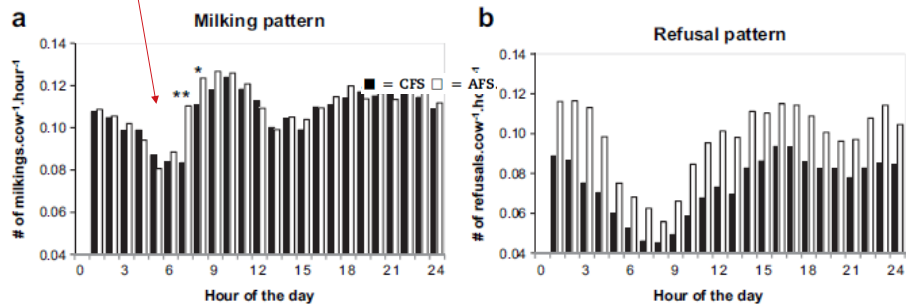 a
Milking pattern
# of milkings.cow⁻¹.hour⁻¹
0.14
0.12
0.10
0.08
0.06
0.04
**
*
■ = CFS □ = AFS
0 3 6 9 12 15 18 21 24
Hour of the day
b
Refusal pattern
# of refusals.cow⁻¹.hour⁻¹
0.14
0.12
0.10
0.08
0.06
0.04
0 3 6 9 12 15 18 21 24
Hour of the day